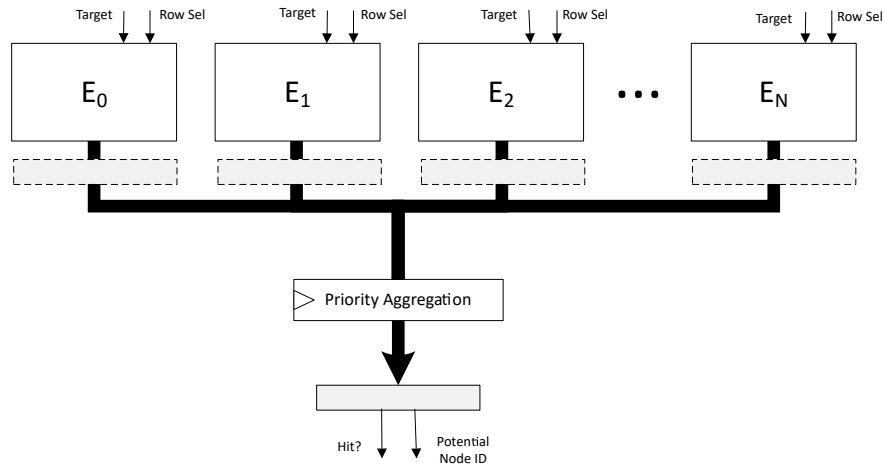 Target Row Sel Target Row Sel Target Row Sel Target Row Sel
E₀ E₁ E₂ ... E_N
Priority Aggregation
Hit? Potential
Node ID